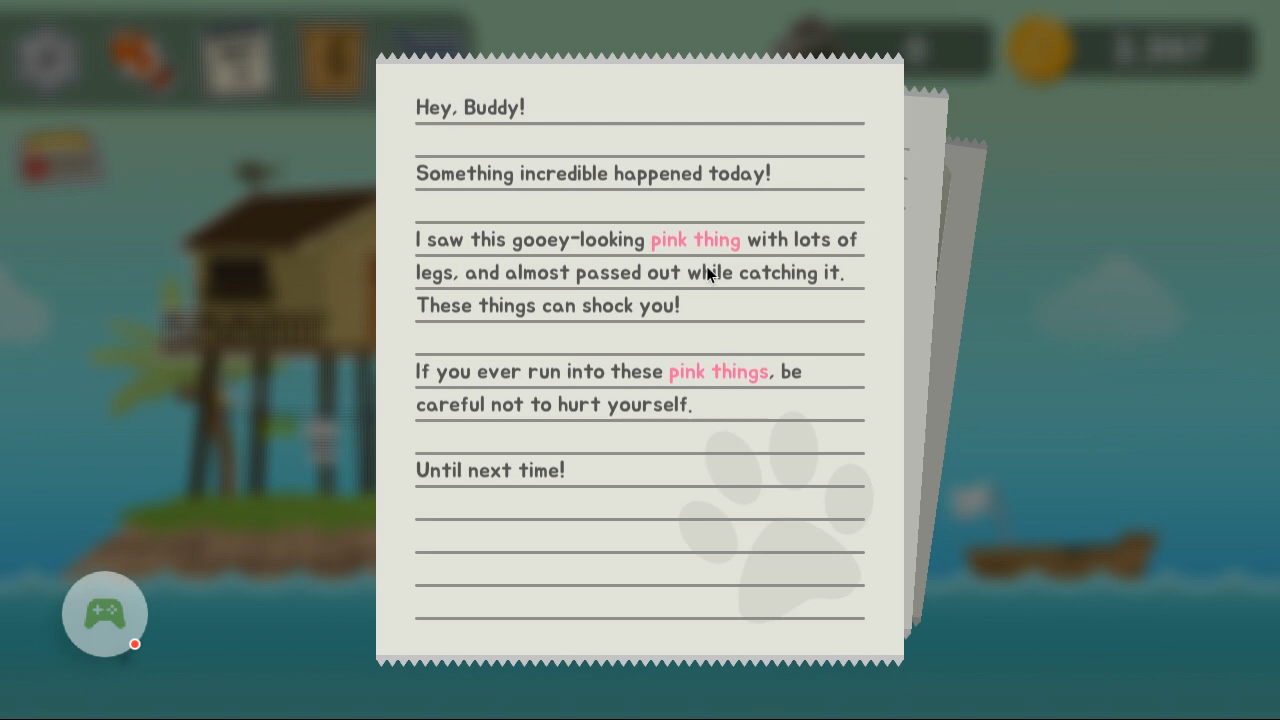 Hey, Buddy!
Something incredible happened today!
I saw this gooey-looking pink thing with lots of
legs, and almost passed out while catching it.
These things can shock you!
If you ever run into these pink things, be
careful not to hurt yourself.
Until next time!